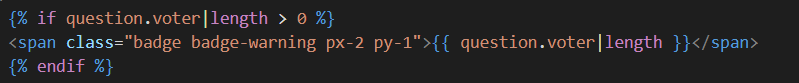 {% if question.voter|length > 0 %}
<span class="badge badge-warning px-2 py-1">{{ question.voter|length }}</span>
{% endif %}